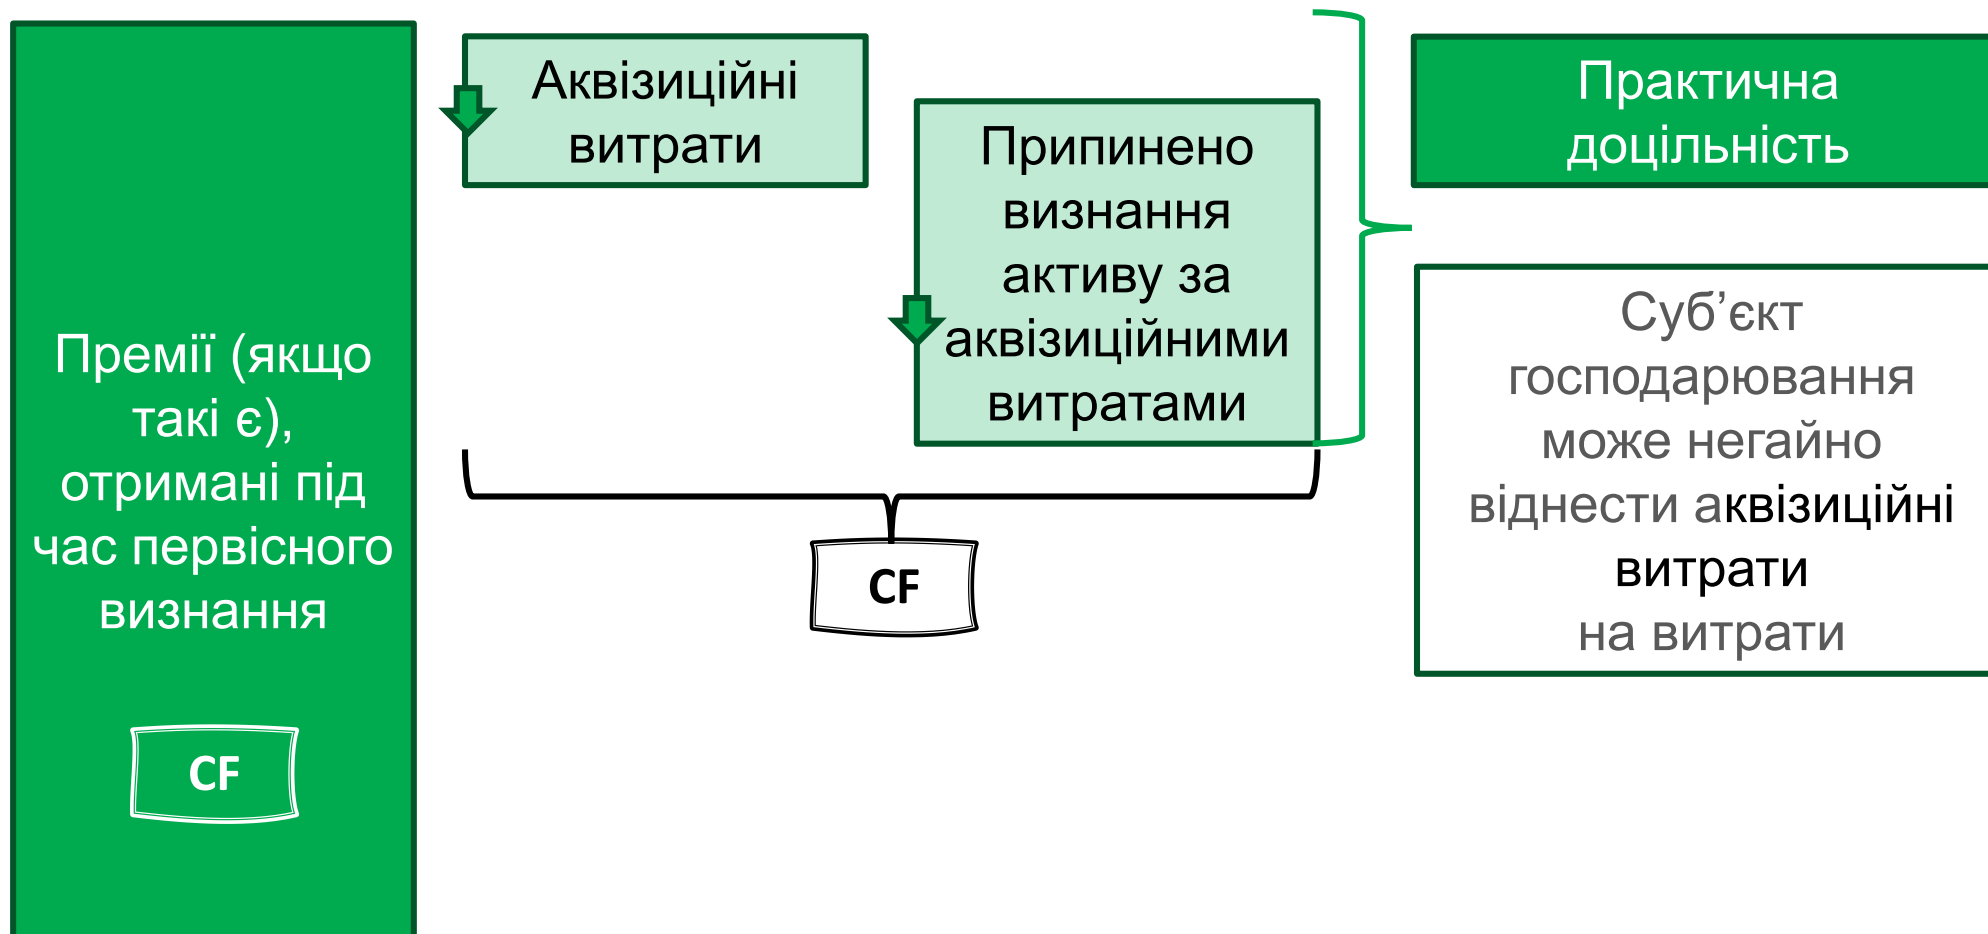 Премії (якщо
такі є),
отримані під
час первісного
визнання
CF
Аквізиційні
витрати
Припинено
визнання
активу за
аквізиційними
витратами
CF
Практична
доцільність
Суб’єкт
господарювання
може негайно
віднести аквізиційні
витрати
на витрати